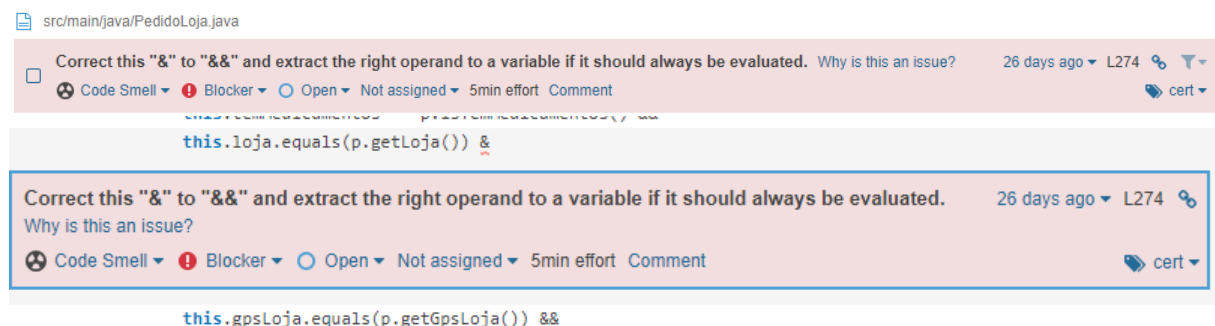 src/main/java/PedidoLoja.java
Correct this "&" to "&&" and extract the right operand to a variable if it should always be evaluated. Why is this an issue? 26 days ago L274
Code Smell Blocker Open Not assigned 5min effort Comment cert
this.loja.equals(p.getLoja()) &
Correct this "&" to "&&" and extract the right operand to a variable if it should always be evaluated. 26 days ago L274
Why is this an issue?
Code Smell Blocker Open Not assigned 5min effort Comment cert
this.gpsLoja.equals(p.getGpsLoja()) &&